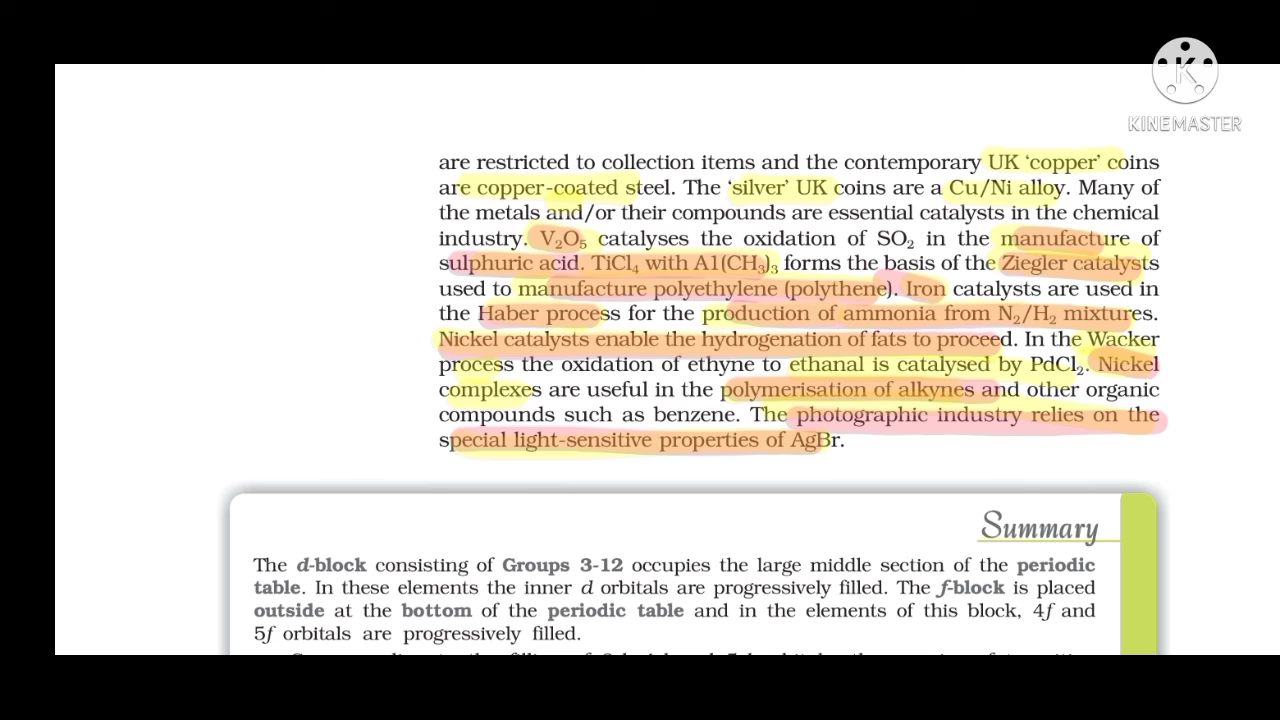 K
KINEMASTER
are restricted to collection items and the contemporary UK ‘copper’ coins
are copper-coated steel. The ‘silver’ UK coins are a Cu/Ni alloy. Many of
the metals and/or their compounds are essential catalysts in the chemical
industry. V₂O₅ catalyses the oxidation of SO₂ in the manufacture of
sulphuric acid. TiCl₄ with A1(CH₃)₃ forms the basis of the Ziegler catalysts
used to manufacture polyethylene (polythene). Iron catalysts are used in
the Haber process for the production of ammonia from N₂/H₂ mixtures.
Nickel catalysts enable the hydrogenation of fats to proceed. In the Wacker
process the oxidation of ethyne to ethanal is catalysed by PdCl₂. Nickel
complexes are useful in the polymerisation of alkynes and other organic
compounds such as benzene. The photographic industry relies on the
special light-sensitive properties of AgBr.
Summary
The d-block consisting of Groups 3-12 occupies the large middle section of the periodic
table. In these elements the inner d orbitals are progressively filled. The f-block is placed
outside at the bottom of the periodic table and in the elements of this block, 4f and
5f orbitals are progressively filled.